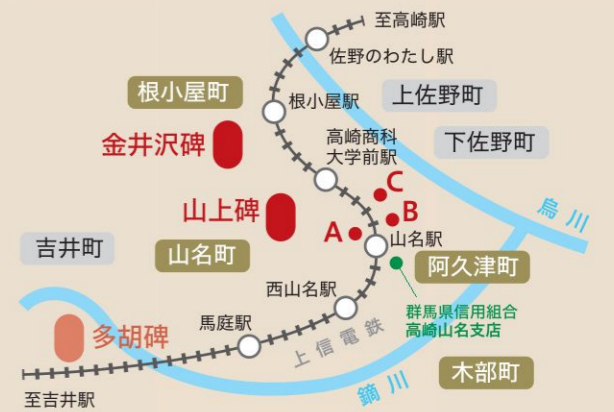 至高崎駅
佐野のわたし駅
根小屋町
根小屋駅
上佐野町
金井沢碑
高崎商科
大学前駅
下佐野町
C
山上碑
B
A
烏川
山名駅
吉井町
山名町
阿久津町
西山名駅
群馬県信用組合
高崎山名支店
馬庭駅
多胡碑
上信電鉄
木部町
鏑川
至吉井駅